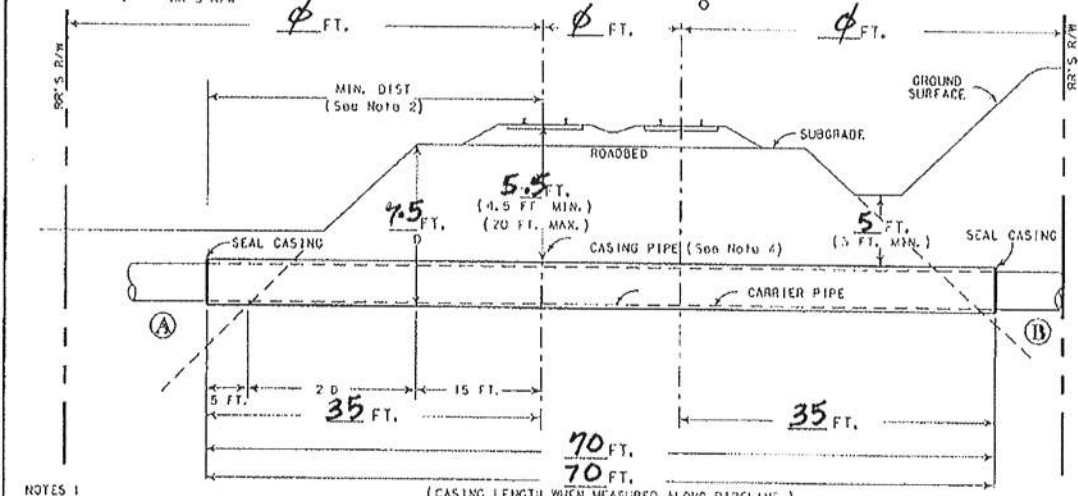 RR'S R/W
ϕ FT. ϕ FT. ϕ FT.
RR'S R/W
RR'S R/W
MIN. DIST
(See Note 2)
GROUND
SURFACE
SUBGRADE
ROADBED
5.5 FT.
(4.5 FT MIN.)
(20 FT. MAX.)
7.5 FT.
D
5 FT.
(3 FT. MIN.)
SEAL CASING
CASING PIPE (See Note 4)
SEAL CASING
CARRIER PIPE
A
B
5 FT.
2 D
15 FT.
35 FT.
35 FT.
70 FT.
70 FT.
NOTES :
(CASING LENGTH WHEN MEASURED ALONG PIPELINE.)